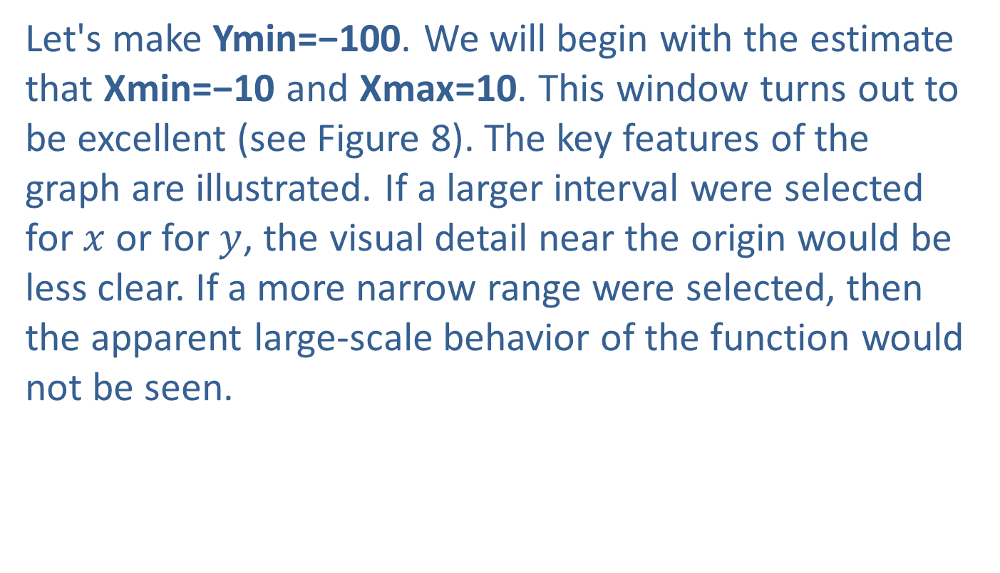 Let's make Ymin=−100. We will begin with the estimate
that Xmin=−10 and Xmax=10. This window turns out to
be excellent (see Figure 8). The key features of the
graph are illustrated. If a larger interval were selected
for 𝑥 or for 𝑦, the visual detail near the origin would be
less clear. If a more narrow range were selected, then
the apparent large-scale behavior of the function would
not be seen.